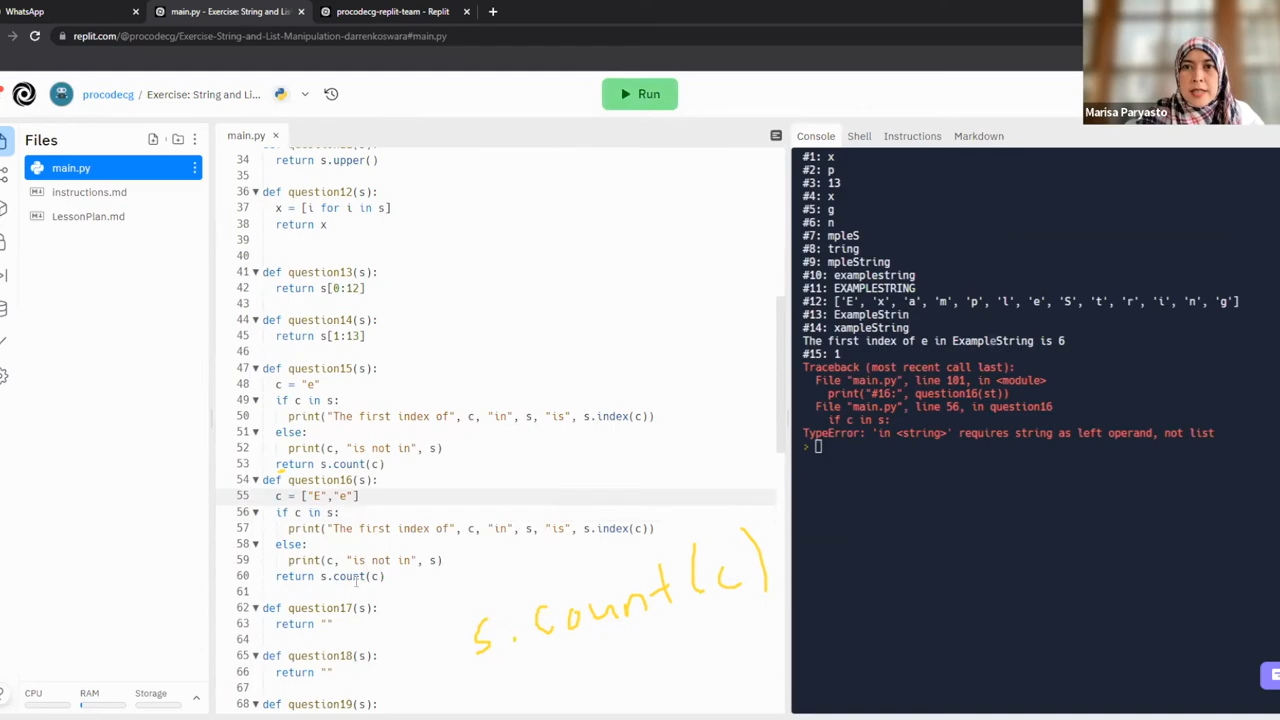 WhatsApp
main.py - Exercise: String and Lis
procodecg-replit-team - Replit
replit.com/@procodecg/Exercise-String-and-List-Manipulation-darrenkoswara#main.py
procodecg / Exercise: String and Li...
Run
Marisa Paryasto
Files
main.py
instructions.md
LessonPlan.md
CPU RAM Storage
main.py
34 return s.upper()
35
36 def question12(s):
37 x = [i for i in s]
38 return x
39
40
41 def question13(s):
42 return s[0:12]
43
44 def question14(s):
45 return s[1:13]
46
47 def question15(s):
48 c = "e"
49 if c in s:
50 print("The first index of", c, "in", s, "is", s.index(c))
51 else:
52 print(c, "is not in", s)
53 return s.count(c)
54 def question16(s):
55 c = ["E","e"]
56 if c in s:
57 print("The first index of", c, "in", s, "is", s.index(c))
58 else:
59 print(c, "is not in", s)
60 return s.count(c)
61
62 def question17(s):
63 return ""
64
65 def question18(s):
66 return ""
67
68 def question19(s):
s.count(c)
Console Shell Instructions Markdown
#1: x
#2: p
#3: 13
#4: x
#5: g
#6: n
#7: mpleS
#8: tring
#9: mpleString
#10: examplestring
#11: EXAMPLESTRING
#12: ['E', 'x', 'a', 'm', 'p', 'l', 'e', 'S', 't', 'r', 'i', 'n', 'g']
#13: ExampleStrin
#14: xampleString
The first index of e in ExampleString is 6
#15: 1
Traceback (most recent call last):
File "main.py", line 101, in <module>
print("#16:", question16(st))
File "main.py", line 56, in question16
if c in s:
TypeError: 'in <string>' requires string as left operand, not list
>